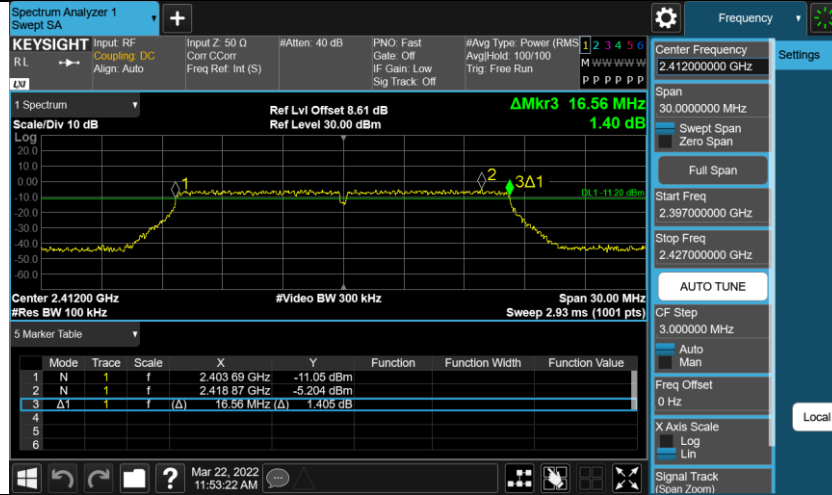 Spectrum Analyzer 1
Swept SA
+
Frequency
KEYSIGHT
RL
LXI
Input: RF
Coupling: DC
Align: Auto
Input Z: 50 Ω
Corr CCorr
Freq Ref: Int (S)
#Atten: 40 dB
PNO: Fast
Gate: Off
IF Gain: Low
Sig Track: Off
#Avg Type: Power (RMS
Avg|Hold: 100/100
Trig: Free Run
1 2 3 4 5 6
M W W W W W
P P P P P P
1 Spectrum
Scale/Div 10 dB
Ref Lvl Offset 8.61 dB
Ref Level 30.00 dBm
ΔMkr3 16.56 MHz
1.40 dB
Log
20.0
10.0
0.00
-10.0
-20.0
-30.0
-40.0
-50.0
-60.0
1
2
3Δ1
DL1 -11.20 dBm
Center 2.41200 GHz
#Res BW 100 kHz
#Video BW 300 kHz
Span 30.00 MHz
Sweep 2.93 ms (1001 pts)
5 Marker Table
Mode Trace Scale X Y Function Function Width Function Value
1 N 1 f 2.403 69 GHz -11.05 dBm
2 N 1 f 2.418 87 GHz -5.204 dBm
3 Δ1 1 f (Δ) 16.56 MHz (Δ) 1.405 dB
4
5
6
?
Mar 22, 2022
11:53:22 AM
Center Frequency
2.412000000 GHz
Span
30.0000000 MHz
Swept Span
Zero Span
Full Span
Start Freq
2.397000000 GHz
Stop Freq
2.427000000 GHz
AUTO TUNE
CF Step
3.000000 MHz
Auto
Man
Freq Offset
0 Hz
X Axis Scale
Log
Lin
Signal Track
(Span Zoom)
Settings
Local